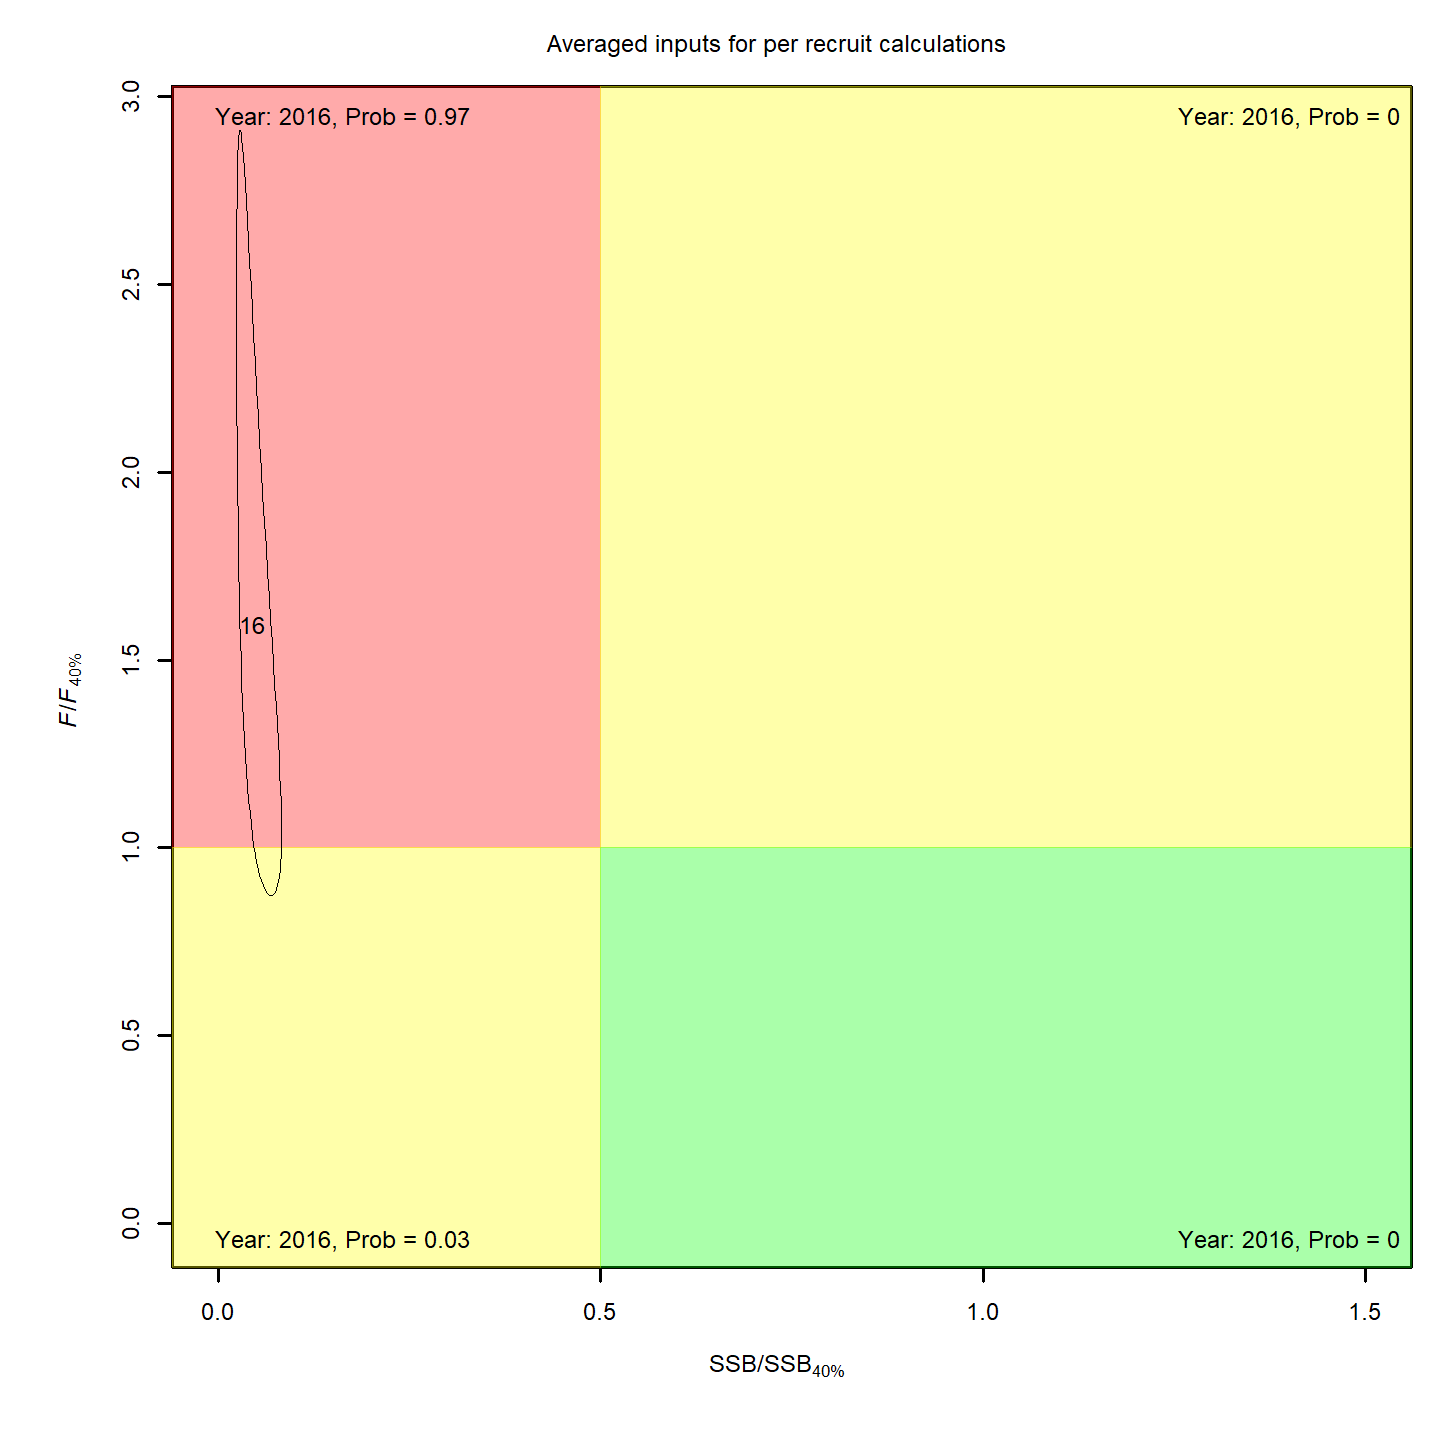 Averaged inputs for per recruit calculations
Year: 2016, Prob = 0.97
Year: 2016, Prob = 0
3.0
2.5
2.0
1.5
1.0
0.5
0.0
F/F40%
16
Year: 2016, Prob = 0.03
Year: 2016, Prob = 0
0.0
0.5
1.0
1.5
SSB/SSB40%